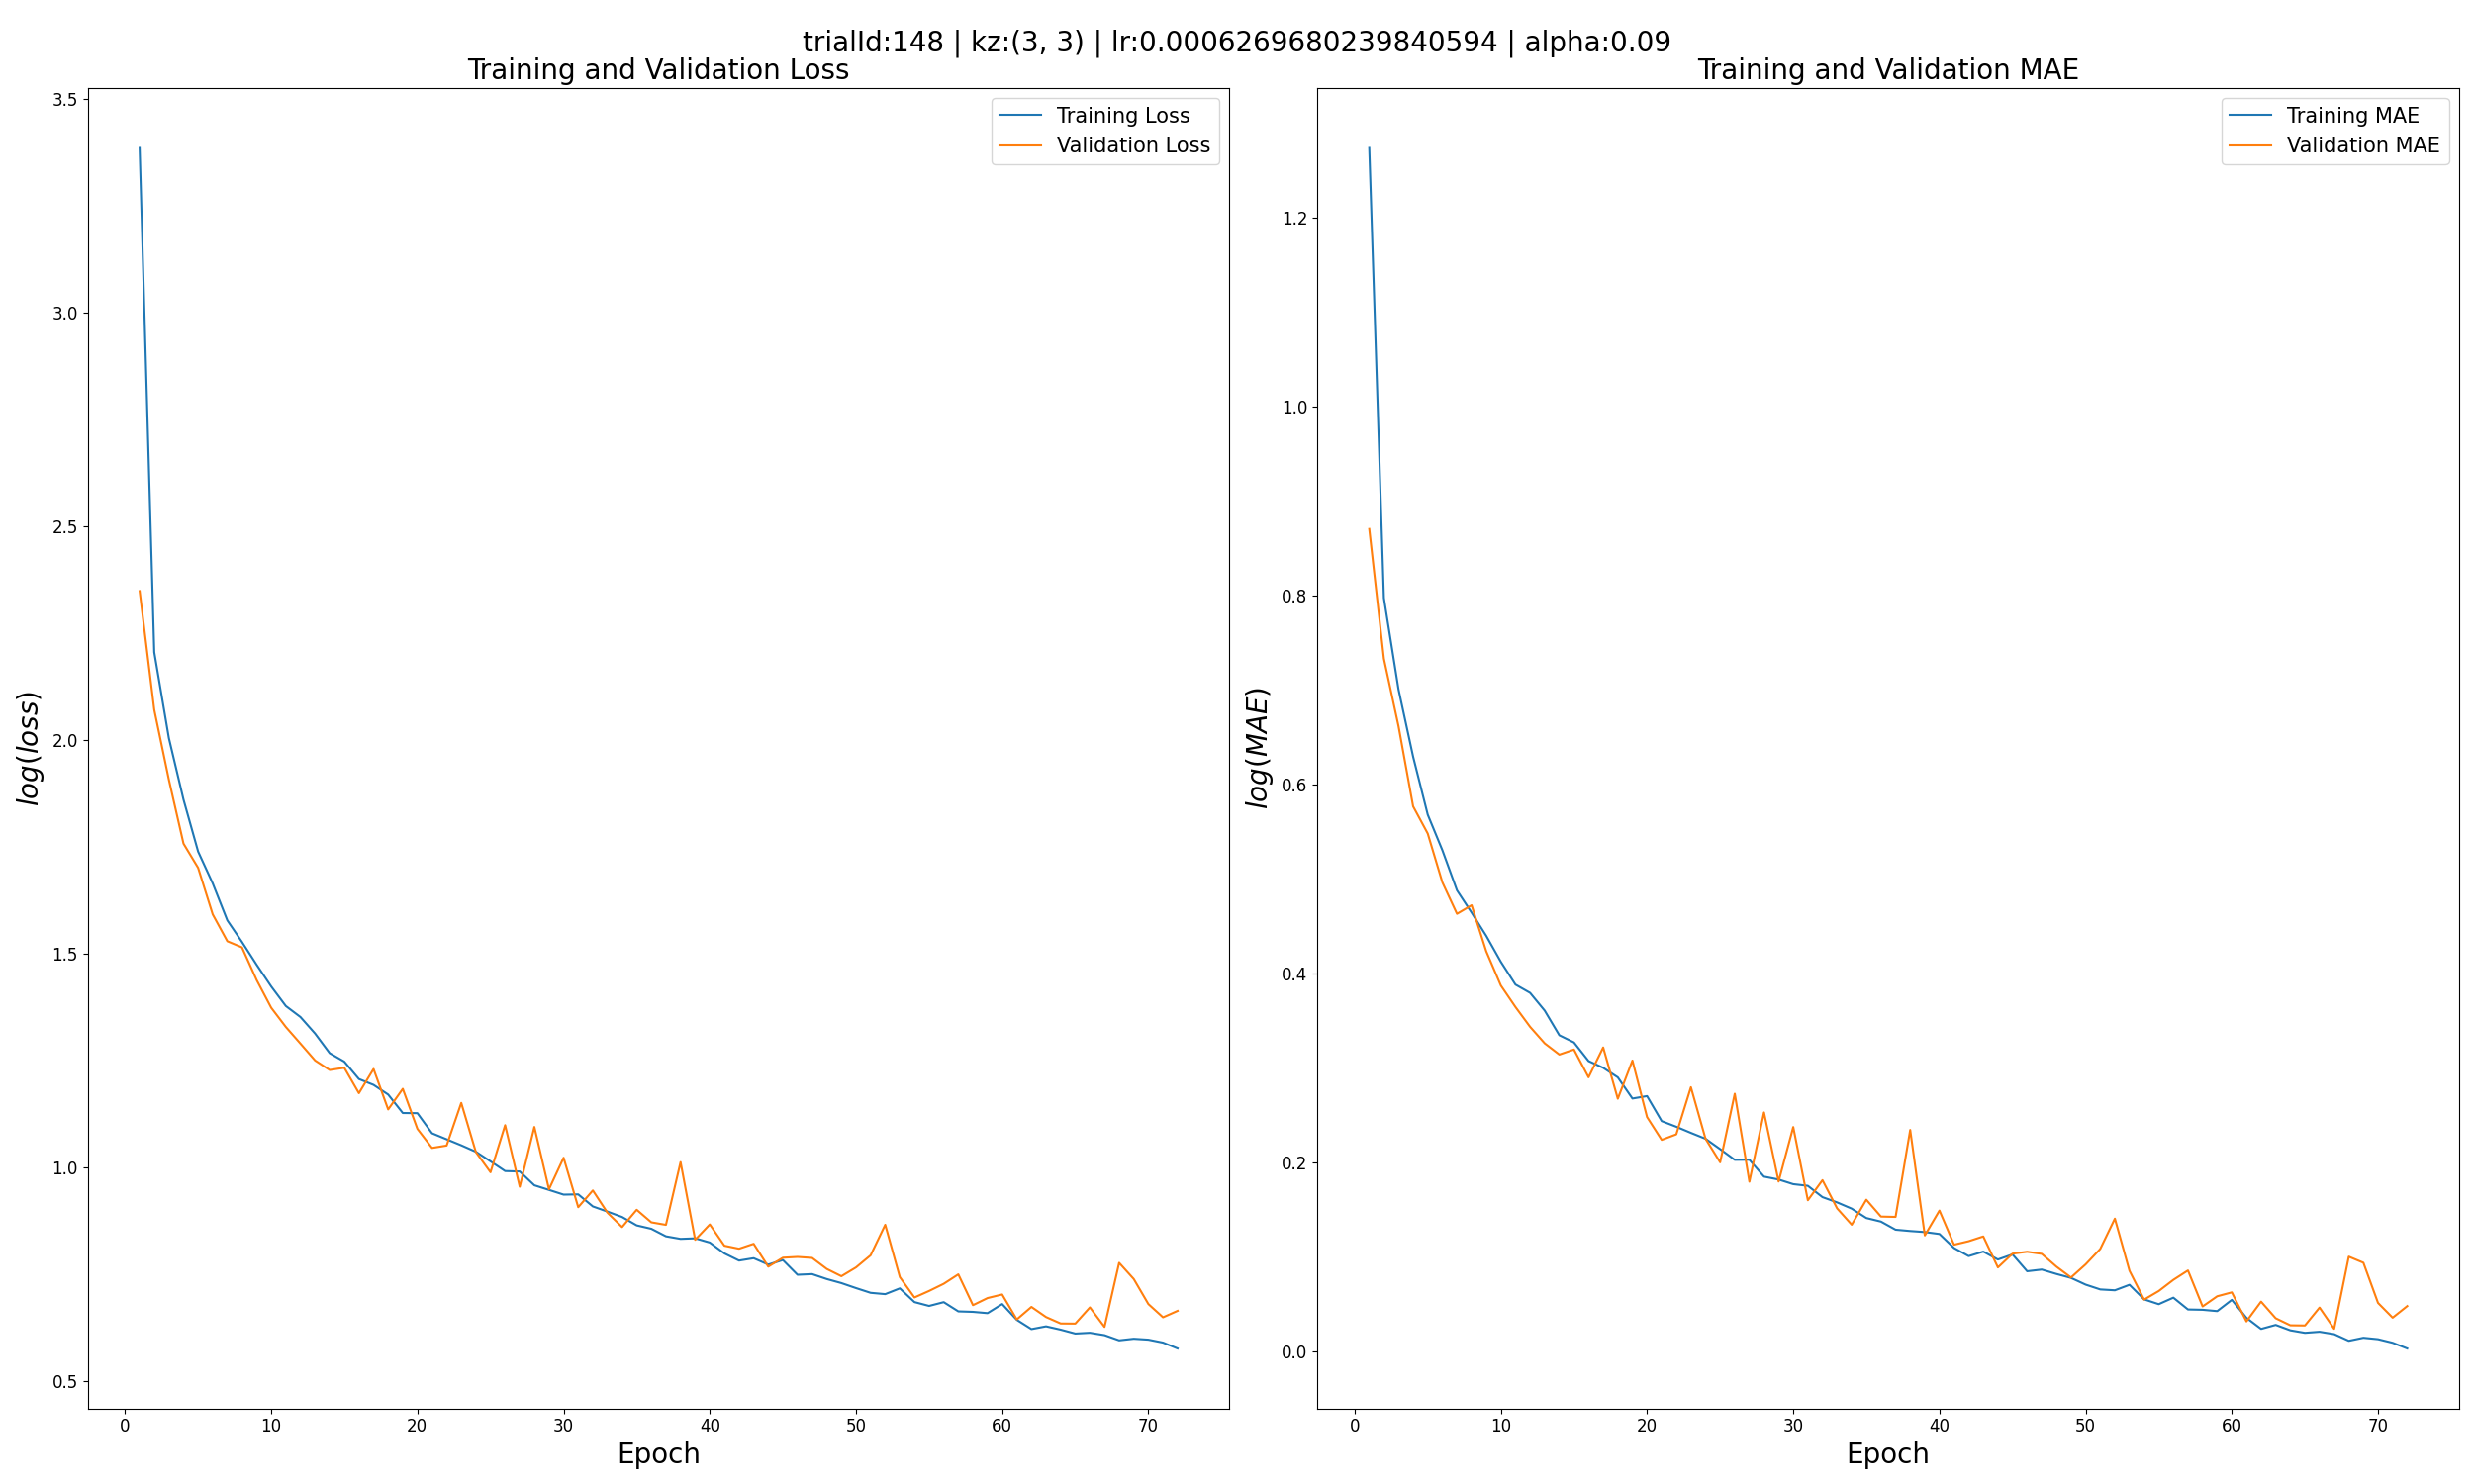 trialId:148 | kz:(3, 3) | lr:0.0006269680239840594 | alpha:0.09
Training and Validation Loss
3.5
3.0
2.5
2.0
1.5
1.0
0.5
log(loss)
Training Loss
Validation Loss
0 10 20 30 40 50 60 70
Epoch
Training and Validation MAE
1.2
1.0
0.8
0.6
0.4
0.2
0.0
log(MAE)
Training MAE
Validation MAE
0 10 20 30 40 50 60 70
Epoch